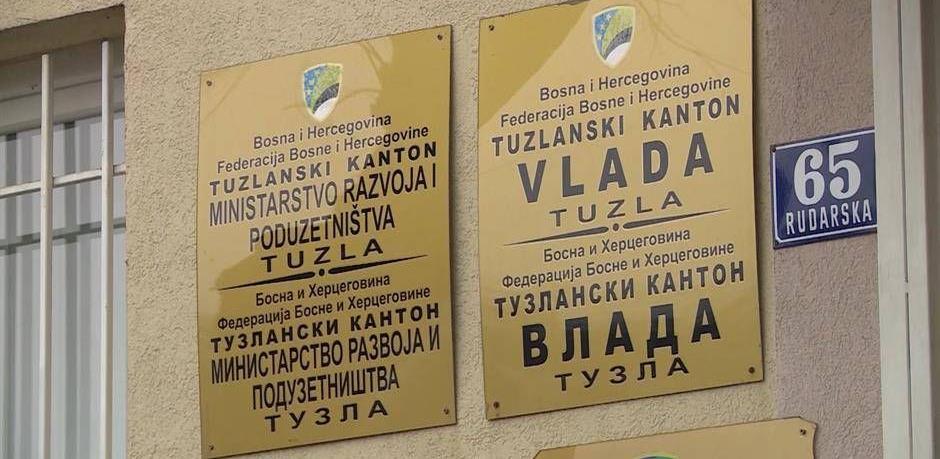 Bosna i Hercegovina
Federacija Bosne i Hercegovine
TUZLANSKI KANTON
MINISTARSTVO RAZVOJA I
PODUZETNIŠTVA
TUZLA
Босна и Херцеговина
Федерација Босне и Херцеговине
ТУЗЛАНСКИ КАНТОН
МИНИСТАРСТВО РАЗВОЈА И
ПОДУЗЕТНИШТВА
ТУЗЛА
Bosna i Hercegovina
Federacija Bosne i Hercegovine
TUZLANSKI KANTON
VLADA
TUZLA
Босна и Херцеговина
Федерација Босне и Херцеговине
ТУЗЛАНСКИ КАНТОН
ВЛАДА
ТУЗЛА
65
RUDARSKA